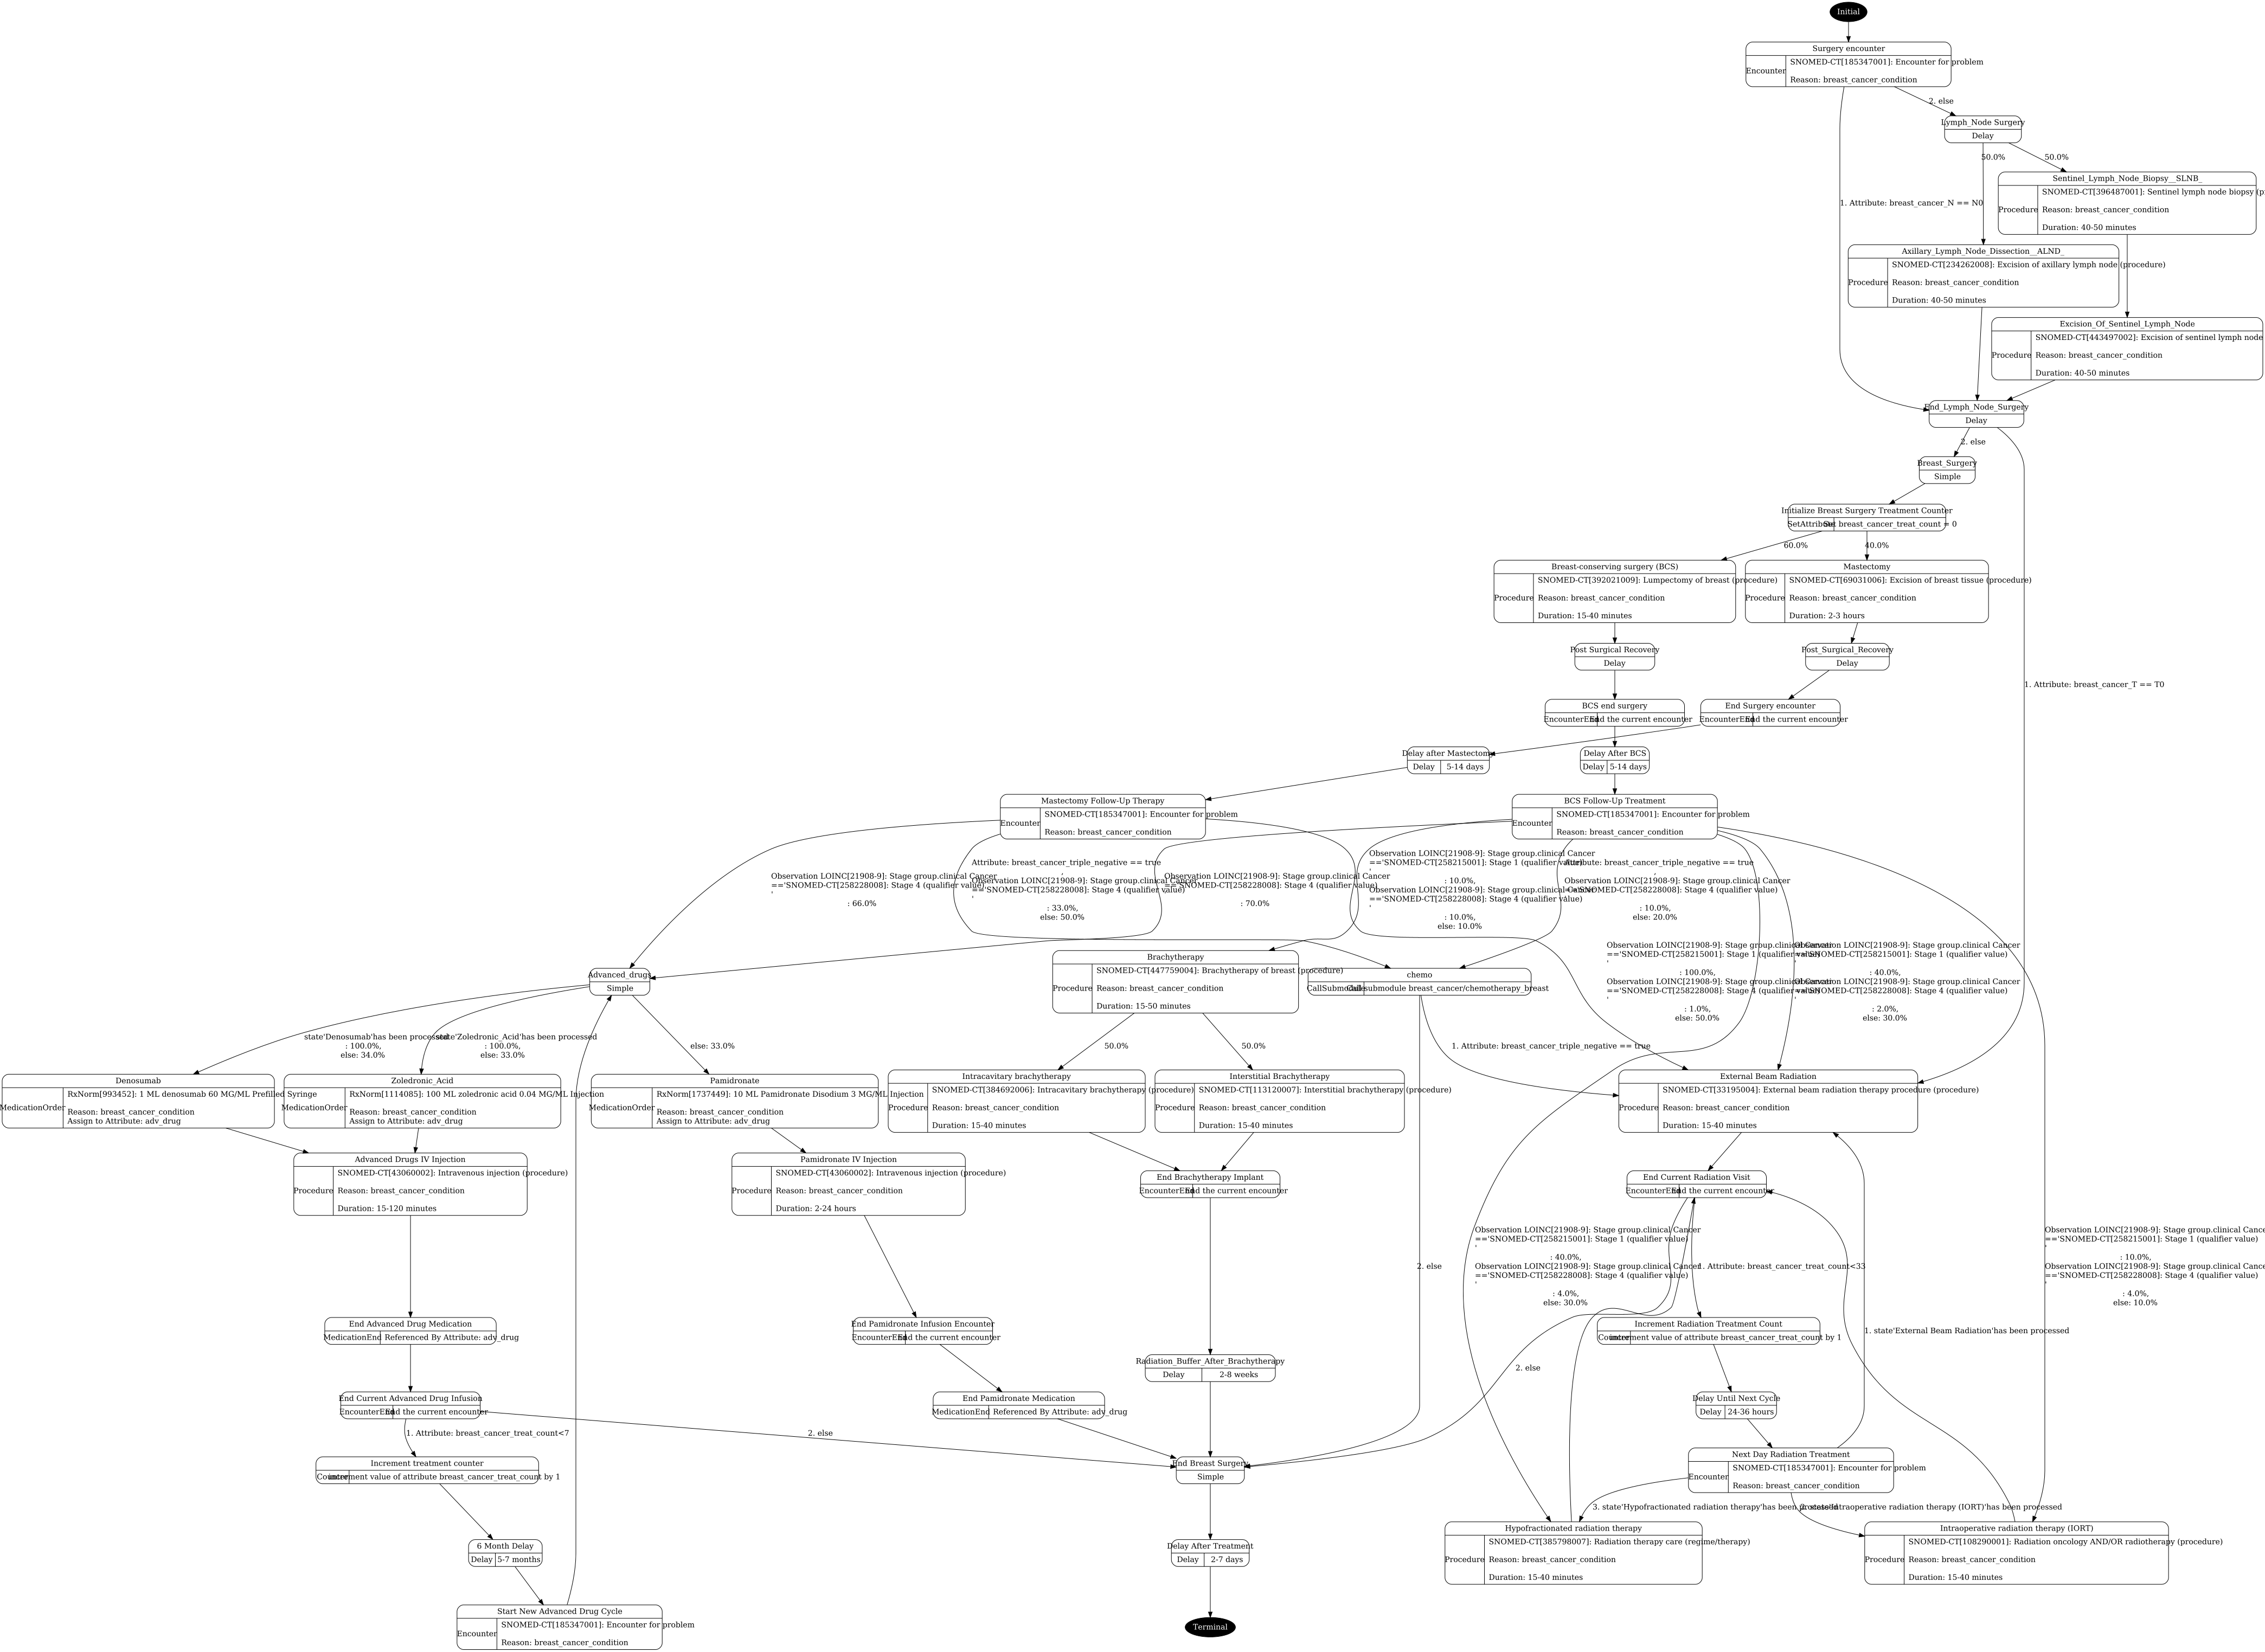 Initial
Surgery encounter
Encounter
SNOMED-CT[185347001]: Encounter for problem
Reason: breast_cancer_condition
2. else
Lymph_Node Surgery
Delay
50.0%
50.0%
Sentinel_Lymph_Node_Biopsy__SLNB_
Procedure
SNOMED-CT[396487001]: Sentinel lymph node biopsy (p
Reason: breast_cancer_condition
Duration: 40-50 minutes
1. Attribute: breast_cancer_N == N0
Axillary_Lymph_Node_Dissection__ALND_
Procedure
SNOMED-CT[234262008]: Excision of axillary lymph node (procedure)
Reason: breast_cancer_condition
Duration: 40-50 minutes
Excision_Of_Sentinel_Lymph_Node
Procedure
SNOMED-CT[443497002]: Excision of sentinel lymph node
Reason: breast_cancer_condition
Duration: 40-50 minutes
End_Lymph_Node_Surgery
Delay
2. else
Breast_Surgery
Simple
Initialize Breast Surgery Treatment Counter
SetAttribute
Set breast_cancer_treat_count = 0
60.0%
40.0%
Breast-conserving surgery (BCS)
Procedure
SNOMED-CT[392021009]: Lumpectomy of breast (procedure)
Reason: breast_cancer_condition
Duration: 15-40 minutes
Mastectomy
Procedure
SNOMED-CT[69031006]: Excision of breast tissue (procedure)
Reason: breast_cancer_condition
Duration: 2-3 hours
Post Surgical Recovery
Delay
Post_Surgical_Recovery
Delay
1. Attribute: breast_cancer_T == T0
BCS end surgery
EncounterEnd
End the current encounter
End Surgery encounter
EncounterEnd
End the current encounter
Delay after Mastectomy
Delay
5-14 days
Delay After BCS
Delay
5-14 days
Mastectomy Follow-Up Therapy
Encounter
SNOMED-CT[185347001]: Encounter for problem
Reason: breast_cancer_condition
BCS Follow-Up Treatment
Encounter
SNOMED-CT[185347001]: Encounter for problem
Reason: breast_cancer_condition
Observation LOINC[21908-9]: Stage group.clinical Cancer
=='SNOMED-CT[258228008]: Stage 4 (qualifier value)
'
: 66.0%
Attribute: breast_cancer_triple_negative == true
,
Observation LOINC[21908-9]: Stage group.clinical Cancer
=='SNOMED-CT[258228008]: Stage 4 (qualifier value)
'
: 33.0%,
else: 50.0%
Observation LOINC[21908-9]: Stage group.clinical Cancer
=='SNOMED-CT[258228008]: Stage 4 (qualifier value)
'
: 70.0%
Observation LOINC[21908-9]: Stage group.clinical Cancer
=='SNOMED-CT[258215001]: Stage 1 (qualifier value)
'
: 10.0%,
Observation LOINC[21908-9]: Stage group.clinical Cancer
=='SNOMED-CT[258228008]: Stage 4 (qualifier value)
'
: 10.0%,
else: 10.0%
Attribute: breast_cancer_triple_negative == true
,
Observation LOINC[21908-9]: Stage group.clinical Cancer
=='SNOMED-CT[258228008]: Stage 4 (qualifier value)
'
: 10.0%,
else: 20.0%
Observation LOINC[21908-9]: Stage group.clinical Cancer
=='SNOMED-CT[258215001]: Stage 1 (qualifier value)
'
: 100.0%,
Observation LOINC[21908-9]: Stage group.clinical Cancer
=='SNOMED-CT[258228008]: Stage 4 (qualifier value)
'
: 1.0%,
else: 50.0%
Observation LOINC[21908-9]: Stage group.clinical Cancer
=='SNOMED-CT[258215001]: Stage 1 (qualifier value)
'
: 40.0%,
Observation LOINC[21908-9]: Stage group.clinical Cancer
=='SNOMED-CT[258228008]: Stage 4 (qualifier value)
'
: 2.0%,
else: 30.0%
Advanced_drugs
Simple
Brachytherapy
Procedure
SNOMED-CT[447759004]: Brachytherapy of breast (procedure)
Reason: breast_cancer_condition
Duration: 15-50 minutes
chemo
CallSubmodule
Call submodule breast_cancer/chemotherapy_breast
state'Denosumab'has been processed
: 100.0%,
else: 34.0%
state'Zoledronic_Acid'has been processed
: 100.0%,
else: 33.0%
else: 33.0%
50.0%
50.0%
1. Attribute: breast_cancer_triple_negative == true
Denosumab
MedicationOrder
RxNorm[993452]: 1 ML denosumab 60 MG/ML Prefilled Syringe
Reason: breast_cancer_condition
Assign to Attribute: adv_drug
Zoledronic_Acid
MedicationOrder
RxNorm[1114085]: 100 ML zoledronic acid 0.04 MG/ML Injection
Reason: breast_cancer_condition
Assign to Attribute: adv_drug
Pamidronate
MedicationOrder
RxNorm[1737449]: 10 ML Pamidronate Disodium 3 MG/ML Injection
Reason: breast_cancer_condition
Assign to Attribute: adv_drug
Intracavitary brachytherapy
Procedure
SNOMED-CT[384692006]: Intracavitary brachytherapy (procedure)
Reason: breast_cancer_condition
Duration: 15-40 minutes
Interstitial Brachytherapy
Procedure
SNOMED-CT[113120007]: Interstitial brachytherapy (procedure)
Reason: breast_cancer_condition
Duration: 15-40 minutes
External Beam Radiation
Procedure
SNOMED-CT[33195004]: External beam radiation therapy procedure (procedure)
Reason: breast_cancer_condition
Duration: 15-40 minutes
Advanced Drugs IV Injection
Procedure
SNOMED-CT[43060002]: Intravenous injection (procedure)
Reason: breast_cancer_condition
Duration: 15-120 minutes
Pamidronate IV Injection
Procedure
SNOMED-CT[43060002]: Intravenous injection (procedure)
Reason: breast_cancer_condition
Duration: 2-24 hours
End Brachytherapy Implant
EncounterEnd
End the current encounter
End Current Radiation Visit
EncounterEnd
End the current encounter
2. else
Observation LOINC[21908-9]: Stage group.clinical Cancer
=='SNOMED-CT[258215001]: Stage 1 (qualifier value)
'
: 40.0%,
Observation LOINC[21908-9]: Stage group.clinical Cancer
=='SNOMED-CT[258228008]: Stage 4 (qualifier value)
'
: 4.0%,
else: 30.0%
1. Attribute: breast_cancer_treat_count<33
Observation LOINC[21908-9]: Stage group.clinical Cance
=='SNOMED-CT[258215001]: Stage 1 (qualifier value)
'
: 10.0%,
Observation LOINC[21908-9]: Stage group.clinical Cance
=='SNOMED-CT[258228008]: Stage 4 (qualifier value)
'
: 4.0%,
else: 10.0%
End Advanced Drug Medication
MedicationEnd
Referenced By Attribute: adv_drug
End Pamidronate Infusion Encounter
EncounterEnd
End the current encounter
Increment Radiation Treatment Count
Counter
increment value of attribute breast_cancer_treat_count by 1
1. state'External Beam Radiation'has been processed
Radiation_Buffer_After_Brachytherapy
Delay
2-8 weeks
2. else
End Current Advanced Drug Infusion
EncounterEnd
End the current encounter
End Pamidronate Medication
MedicationEnd
Referenced By Attribute: adv_drug
Delay Until Next Cycle
Delay
24-36 hours
1. Attribute: breast_cancer_treat_count<7
2. else
Increment treatment counter
Counter
increment value of attribute breast_cancer_treat_count by 1
End Breast Surgery
Simple
Next Day Radiation Treatment
Encounter
SNOMED-CT[185347001]: Encounter for problem
Reason: breast_cancer_condition
3. state'Hypofractionated radiation therapy'has been processed
2. state'Intraoperative radiation therapy (IORT)'has been processed
6 Month Delay
Delay
5-7 months
Delay After Treatment
Delay
2-7 days
Hypofractionated radiation therapy
Procedure
SNOMED-CT[385798007]: Radiation therapy care (regime/therapy)
Reason: breast_cancer_condition
Duration: 15-40 minutes
Intraoperative radiation therapy (IORT)
Procedure
SNOMED-CT[108290001]: Radiation oncology AND/OR radiotherapy (procedure)
Reason: breast_cancer_condition
Duration: 15-40 minutes
Start New Advanced Drug Cycle
Encounter
SNOMED-CT[185347001]: Encounter for problem
Reason: breast_cancer_condition
Terminal